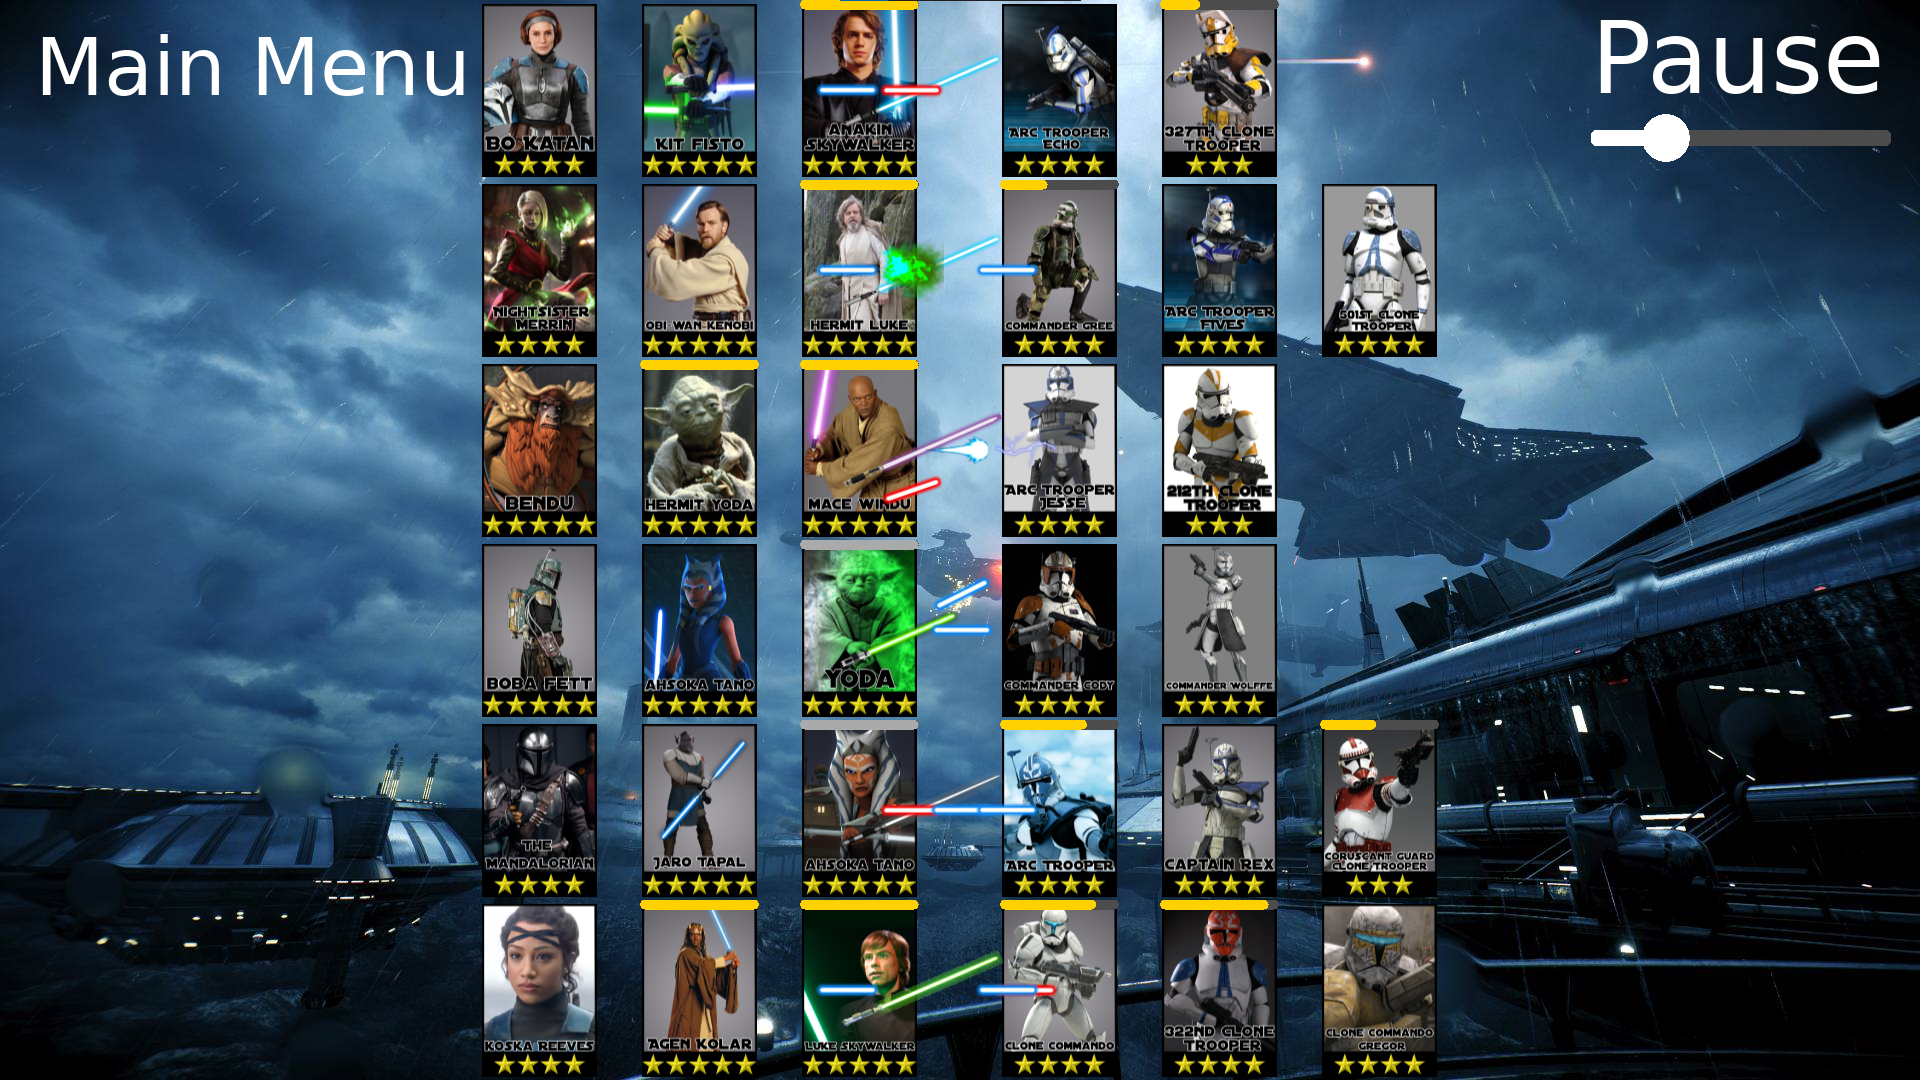 Main Menu
Pause
BO KATAN
KIT FISTO
ANAKIN
SKYWALKER
ARC TROOPER
ECHO
327TH CLONE
TROOPER
NIGHTSISTER
MERRIN
OBI WAN KENOBI
HERMIT LUKE
COMMANDER GREE
ARC TROOPER
FIVES
501ST CLONE
TROOPER
BENDU
HERMIT YODA
MACE WINDU
ARC TROOPER
JESSE
212TH CLONE
TROOPER
BOBA FETT
AHSOKA TANO
YODA
COMMANDER CODY
COMMANDER WOLFFE
THE
MANDALORIAN
JARO TAPAL
AHSOKA TANO
ARC TROOPER
CAPTAIN REX
CORUSCANT GUARD
CLONE TROOPER
KOSKA REEVES
AGEN KOLAR
LUKE SKYWALKER
CLONE COMMANDO
322ND CLONE
TROOPER
CLONE COMMANDO
GREGOR